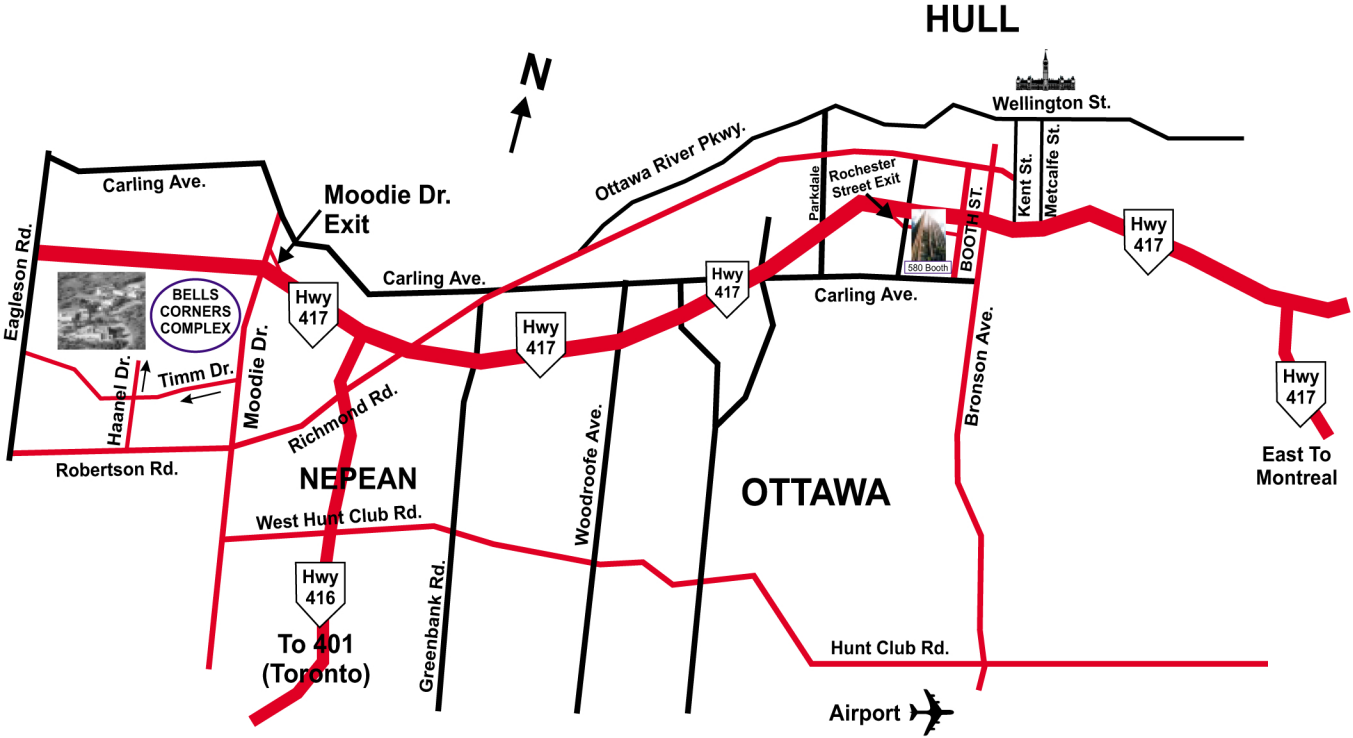 HULL
N
Wellington St.
Ottawa River Pkwy.
Carling Ave.
Moodie Dr.
Exit
Parkdale
Rochester
Street Exit
Kent St.
Metcalfe St.
BOOTH ST.
580 Booth
Eagleson Rd.
BELLS
CORNERS
COMPLEX
Hwy
417
Carling Ave.
Hwy
417
Hwy
417
Carling Ave.
Hwy
417
Hwy
417
East To
Montreal
Timm Dr.
Haanel Dr.
Moodie Dr.
Richmond Rd.
Robertson Rd.
Bronson Ave.
NEPEAN
OTTAWA
West Hunt Club Rd.
Woodroofe Ave.
Greenbank Rd.
Hwy
416
To 401
(Toronto)
Hunt Club Rd.
Airport